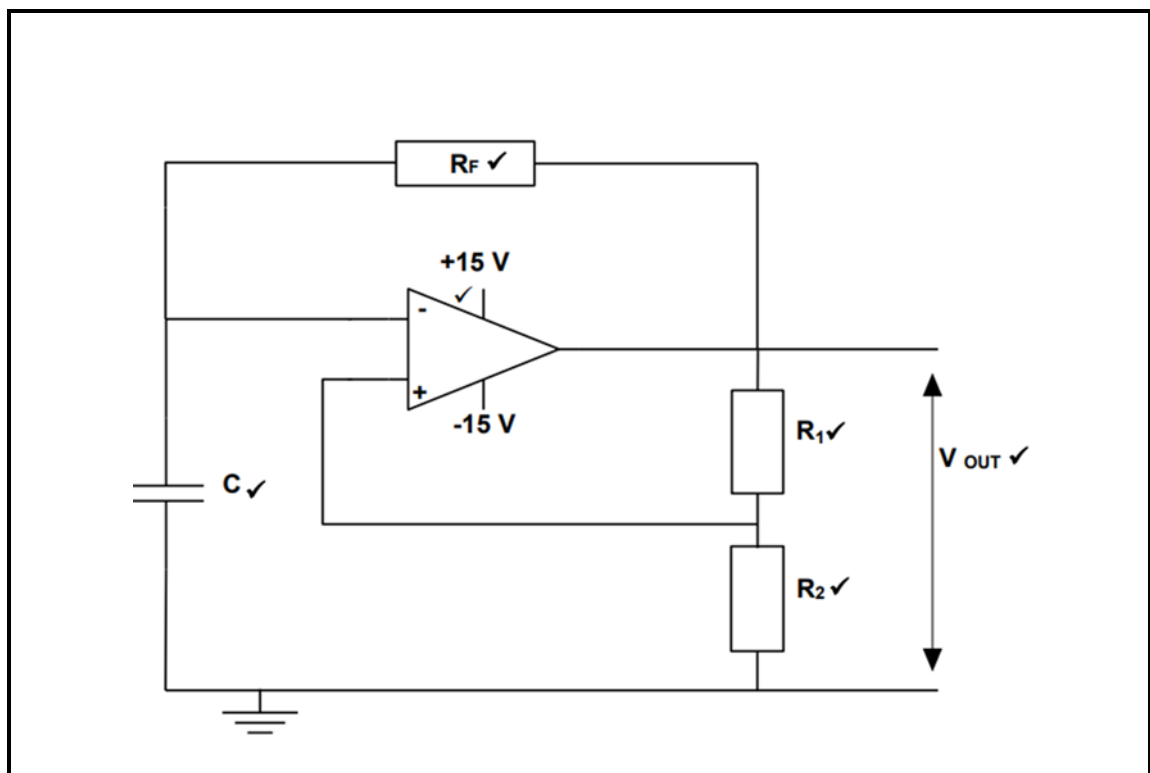 RF ✓
+15 V
✓
-
+
-15 V
R1✓
V OUT ✓
C ✓
R2 ✓